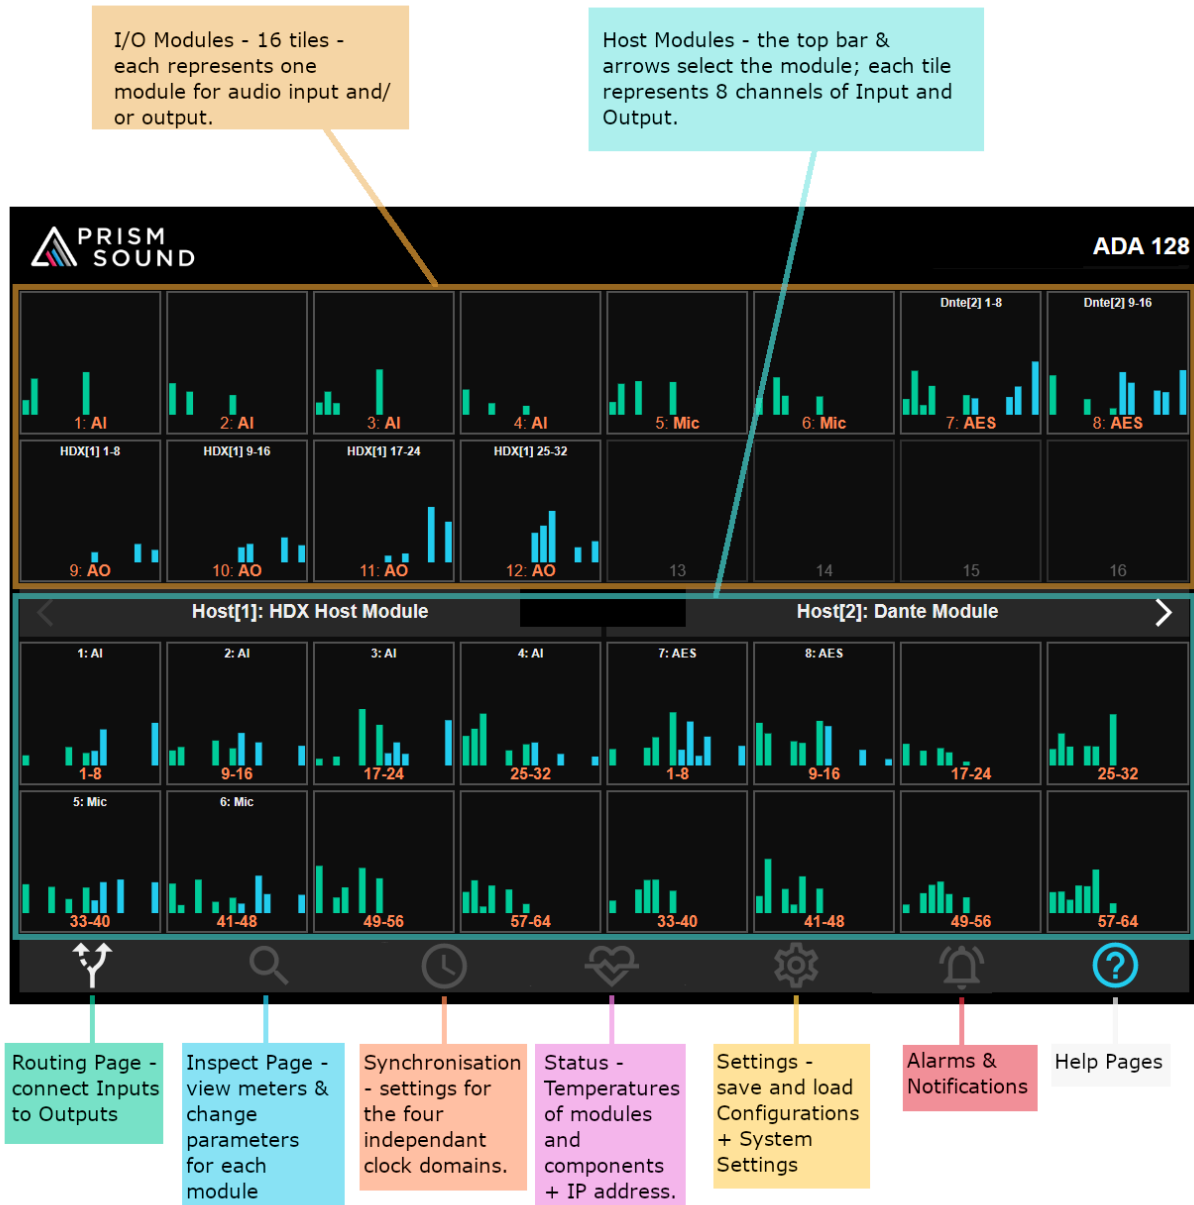 I/O Modules - 16 tiles -
each represents one
module for audio input and/
or output.
Host Modules - the top bar &
arrows select the module; each tile
represents 8 channels of Input and
Output.
PRISM
SOUND
ADA 128
Dnte[2] 1-8
Dnte[2] 9-16
1: AI
2: AI
3: AI
4: AI
5: Mic
6: Mic
7: AES
8: AES
HDX[1] 1-8
HDX[1] 9-16
HDX[1] 17-24
HDX[1] 25-32
9: AO
10: AO
11: AO
12: AO
13
14
15
16
Host[1]: HDX Host Module
Host[2]: Dante Module
1: AI
2: AI
3: AI
4: AI
7: AES
8: AES
1-8
9-16
17-24
25-32
1-8
9-16
17-24
25-32
5: Mic
6: Mic
33-40
41-48
49-56
57-64
33-40
41-48
49-56
57-64
Routing Page -
connect Inputs
to Outputs
Inspect Page -
view meters &
change
parameters
for each
module
Synchronisation
- settings for
the four
independant
clock domains.
Status -
Temperatures
of modules
and
components
+ IP address.
Settings -
save and load
Configurations
+ System
Settings
Alarms &
Notifications
Help Pages